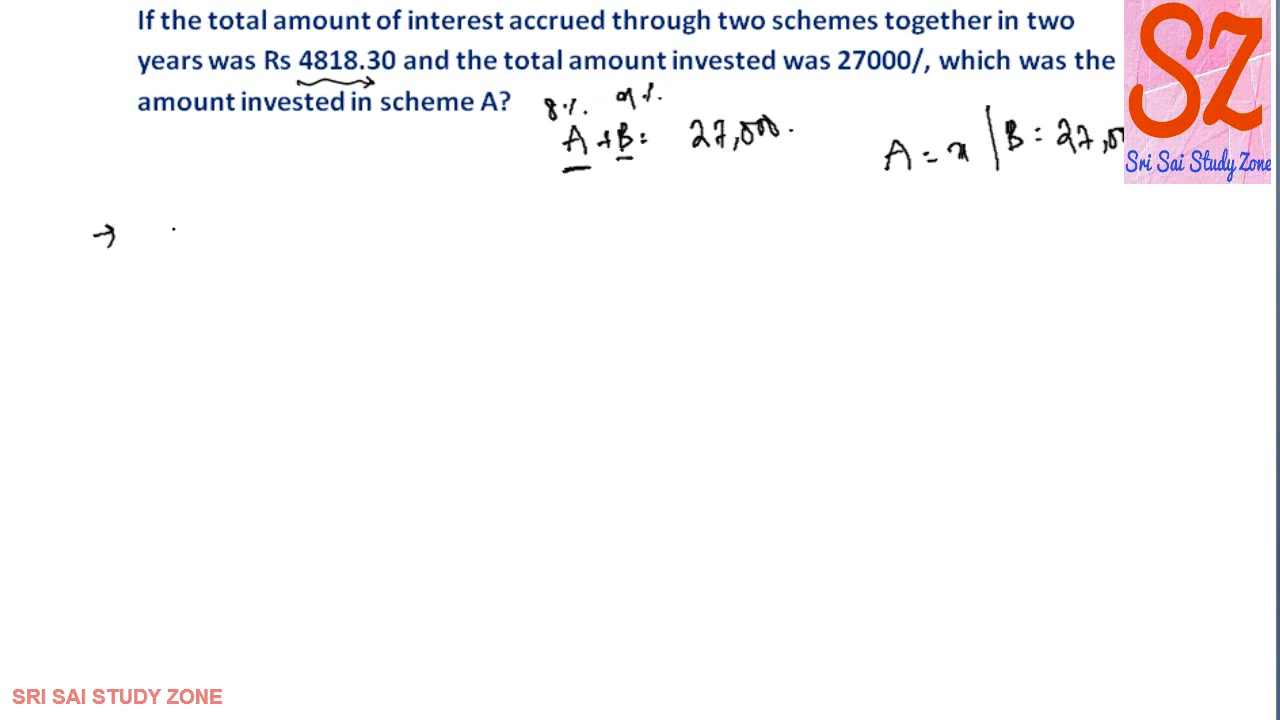 If the total amount of interest accrued through two schemes together in two
years was Rs 4818.30 and the total amount invested was 27000/, which was the
amount invested in scheme A?
8%. 9%.
A + B = 27,000.
A = x | B = 27,0
SZ
Sri Sai Study Zone
SRI SAI STUDY ZONE